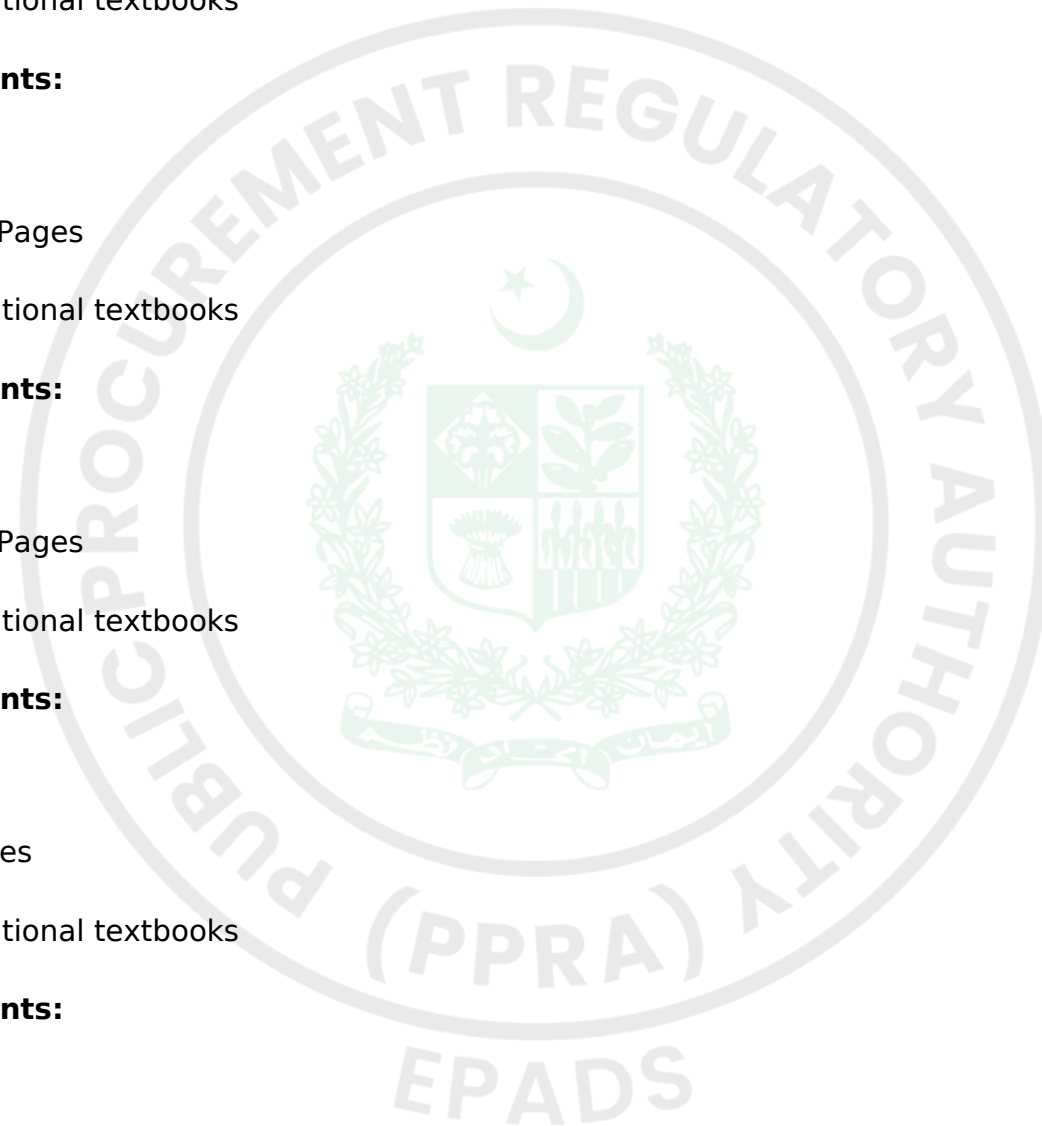 tional textbooks
nts:
Pages
tional textbooks
nts:
Pages
tional textbooks
nts:
es
tional textbooks
nts:
PUBLIC PROCUREMENT REGULATORY AUTHORITY
(PPRA)
EPADS